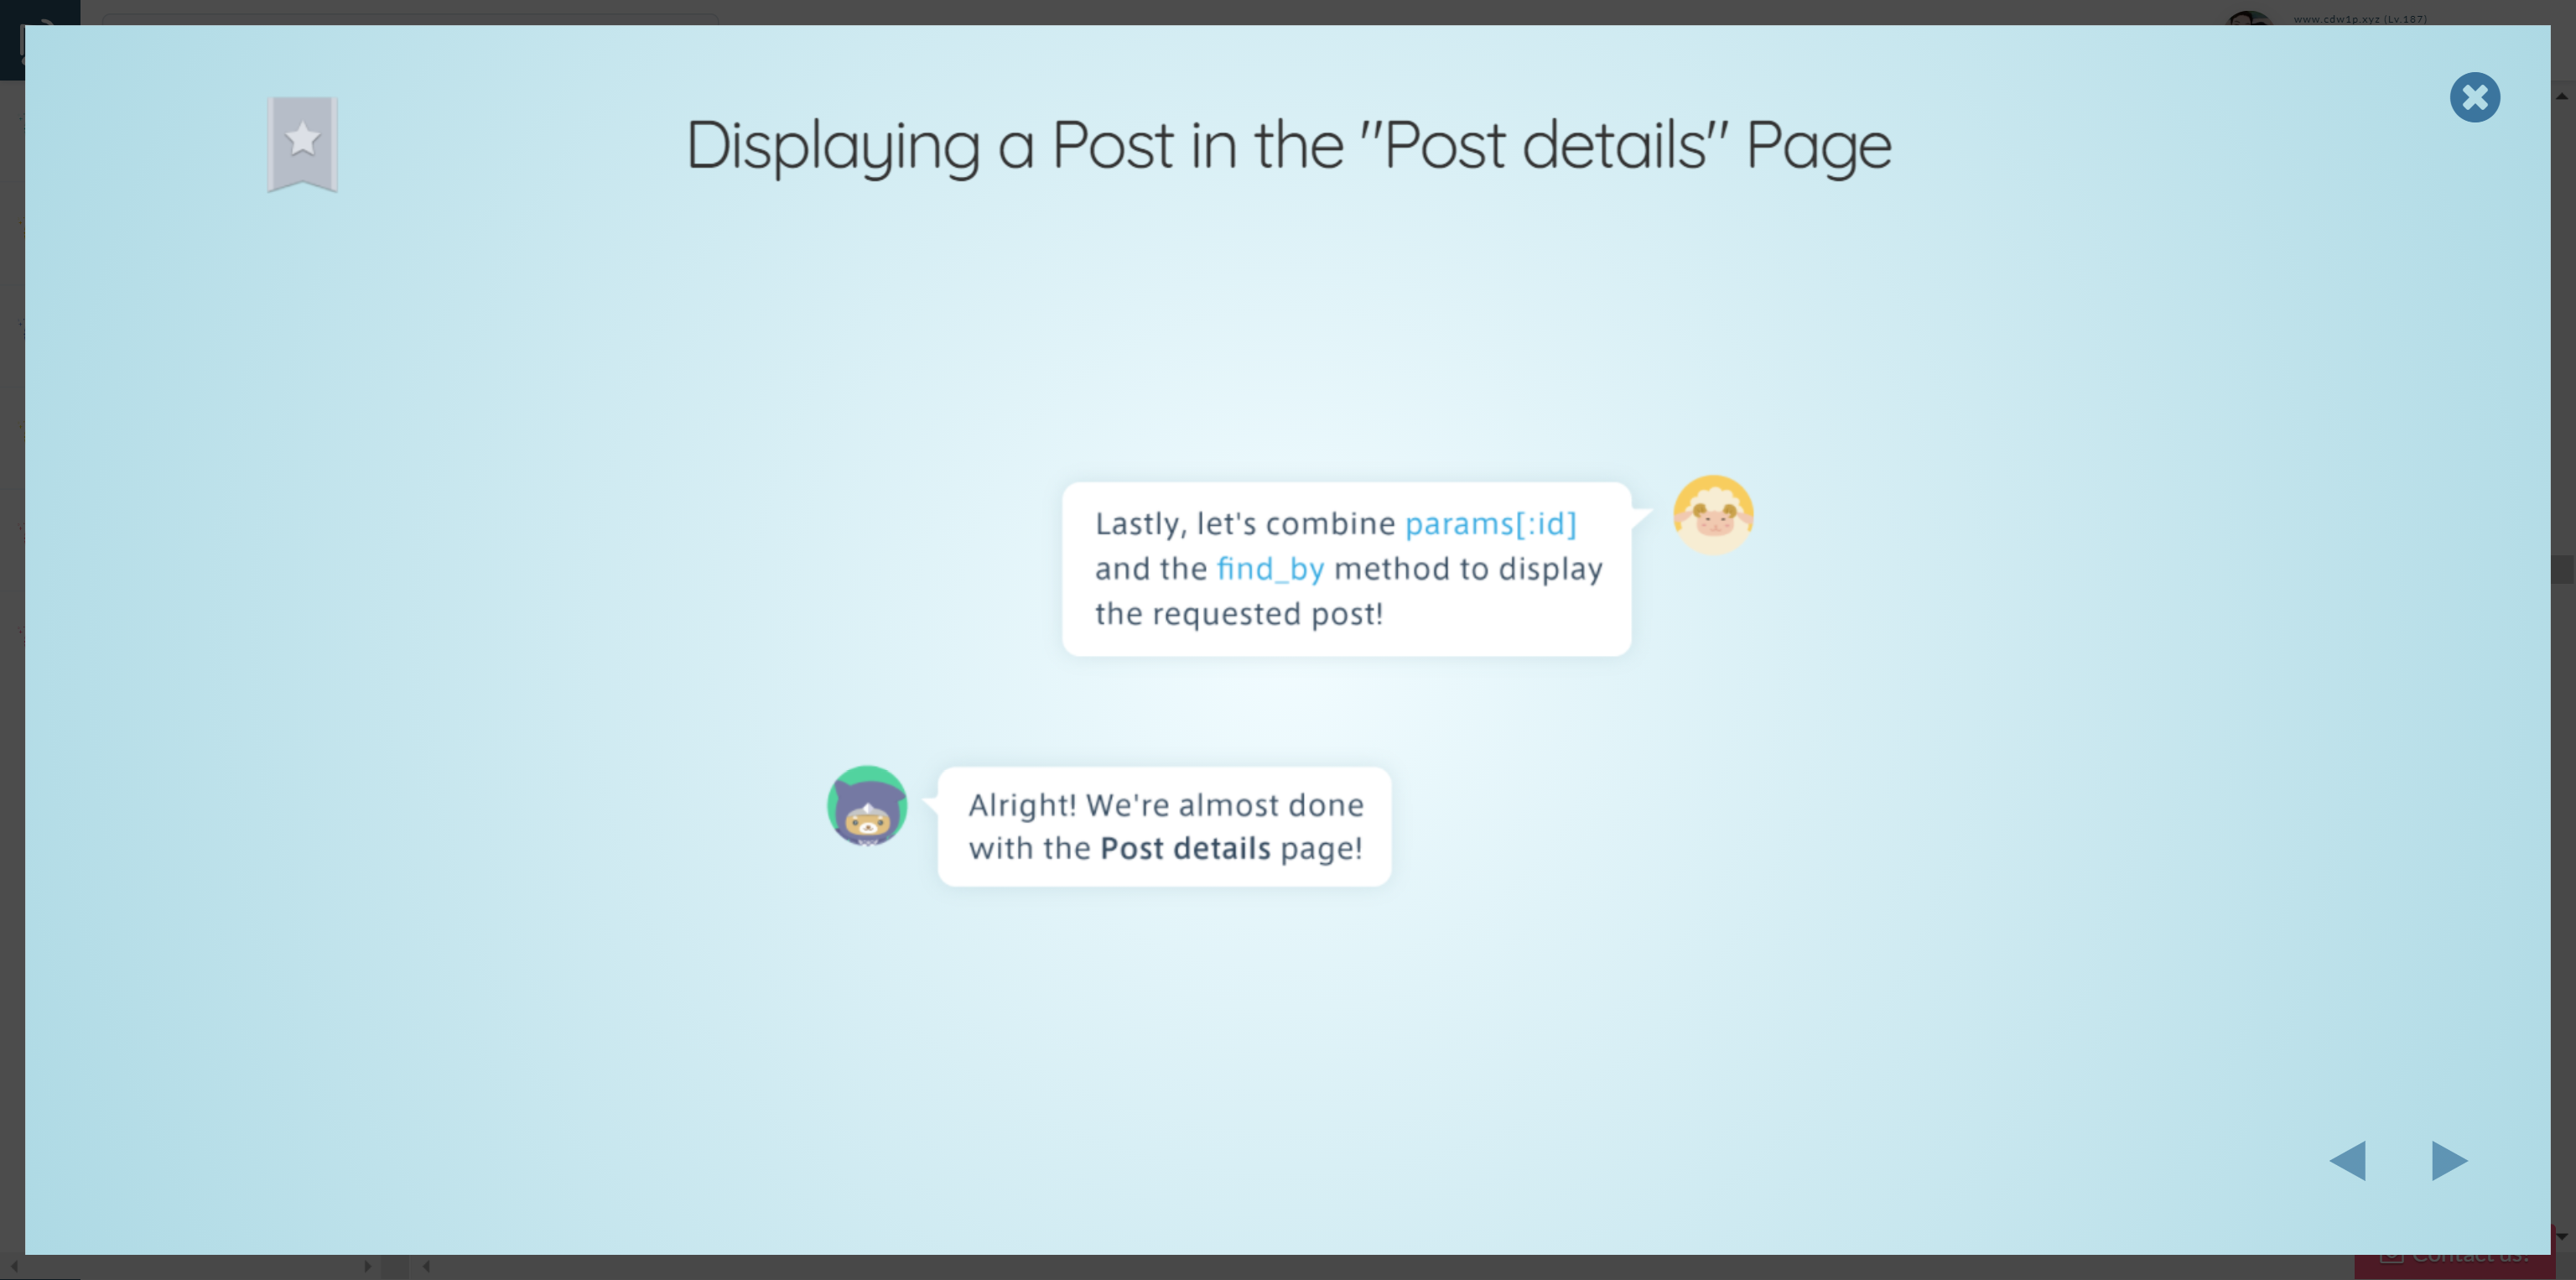 www.cdw1p.xyz (Lv.187)
Displaying a Post in the "Post details" Page
Lastly, let's combine params[:id]
and the find_by method to display
the requested post!
Alright! We're almost done
with the Post details page!
Contact us!